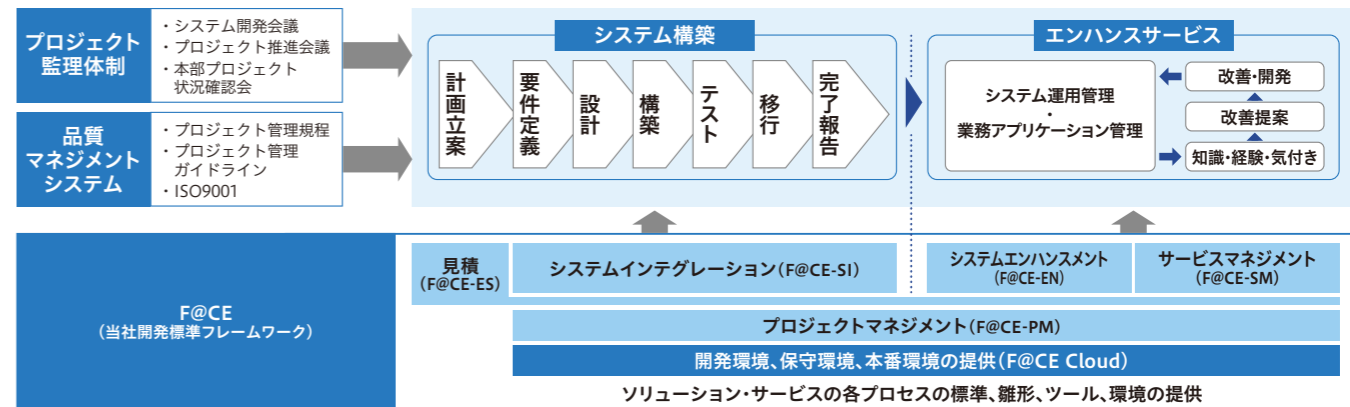 プロジェクト
監理体制
・システム開発会議
・プロジェクト推進会議
・本部プロジェクト
状況確認会
品質
マネジメント
システム
・プロジェクト管理規程
・プロジェクト管理
ガイドライン
・ISO9001
システム構築
計画立案
要件定義
設計
構築
テスト
移行
完了報告
エンハンスサービス
システム運用管理
・
業務アプリケーション管理
改善・開発
改善提案
知識・経験・気付き
F@CE
(当社開発標準フレームワーク)
見積
(F@CE-ES)
システムインテグレーション(F@CE-SI)
システムエンハンスメント
(F@CE-EN)
サービスマネジメント
(F@CE-SM)
プロジェクトマネジメント(F@CE-PM)
開発環境、保守環境、本番環境の提供(F@CE Cloud)
ソリューション・サービスの各プロセスの標準、雛形、ツール、環境の提供